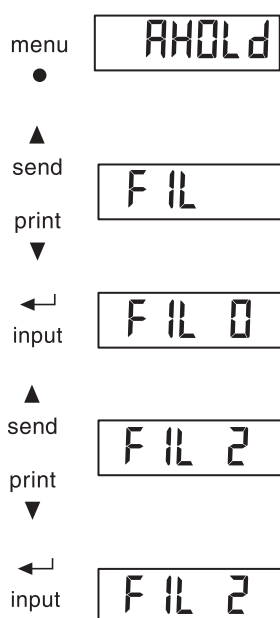 menu
AHOLd
send
FIL
print
input
FIL 0
send
FIL 2
print
input
FIL 2